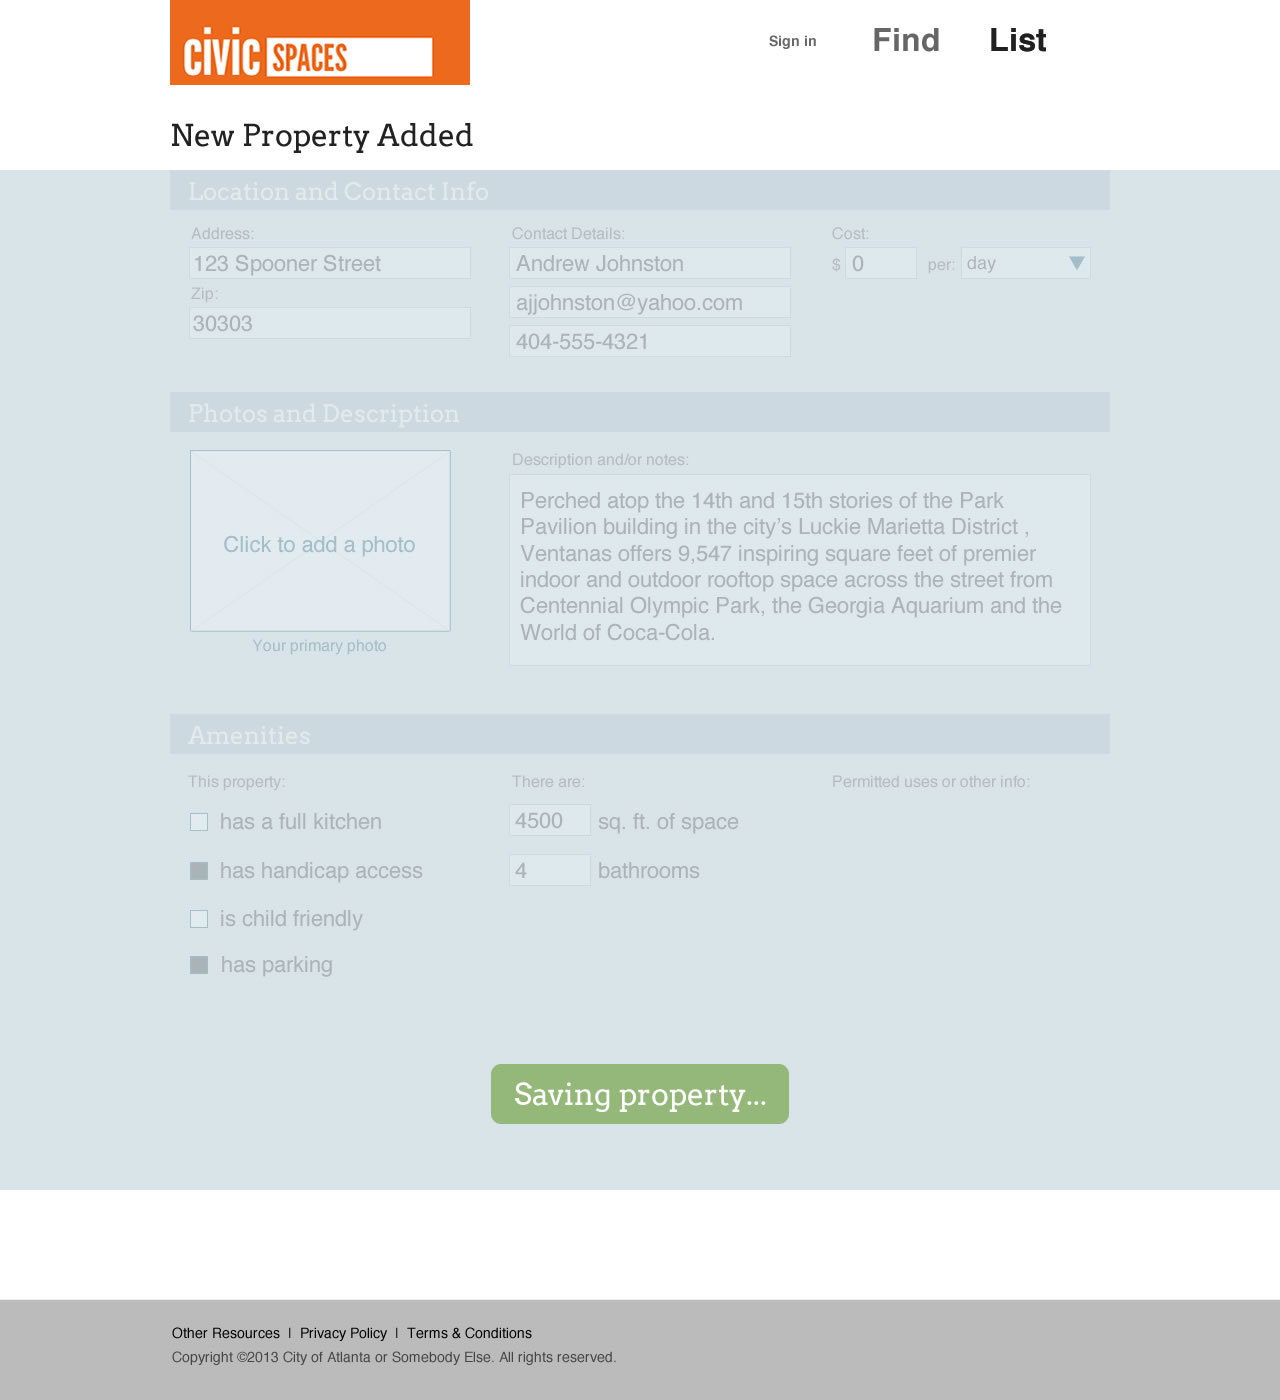 civic SPACES
Sign in
Find
List
New Property Added
Location and Contact Info
Address:
Contact Details:
Cost:
123 Spooner Street
Andrew Johnston
$ 0 per: day
Zip:
ajjohnston@yahoo.com
30303
404-555-4321
Photos and Description
Description and/or notes:
Click to add a photo
Your primary photo
Perched atop the 14th and 15th stories of the Park
Pavilion building in the city’s Luckie Marietta District ,
Ventanas offers 9,547 inspiring square feet of premier
indoor and outdoor rooftop space across the street from
Centennial Olympic Park, the Georgia Aquarium and the
World of Coca-Cola.
Amenities
This property:
There are:
Permitted uses or other info:
has a full kitchen
4500 sq. ft. of space
has handicap access
4 bathrooms
is child friendly
has parking
Saving property...
Other Resources | Privacy Policy | Terms & Conditions
Copyright ©2013 City of Atlanta or Somebody Else. All rights reserved.